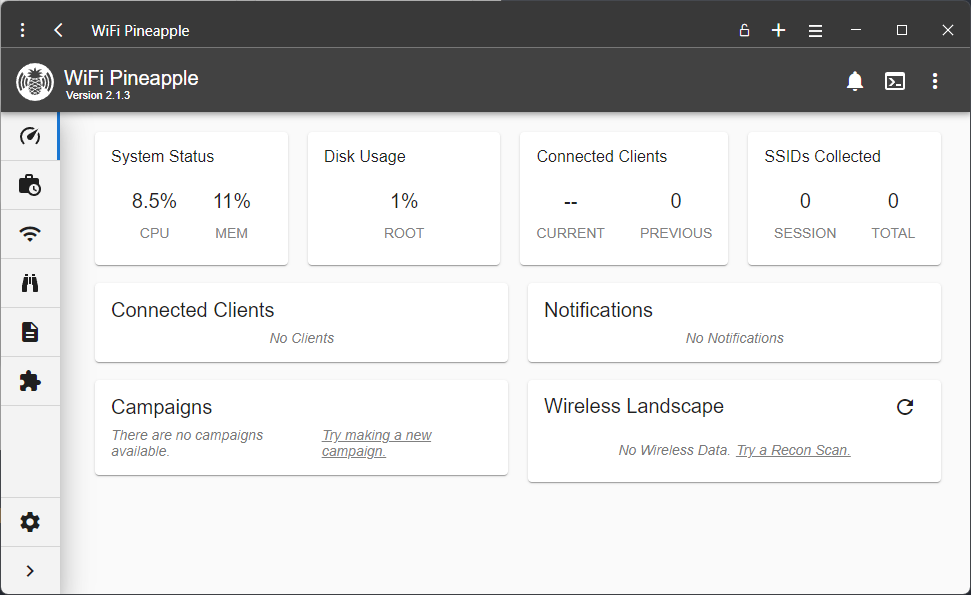 WiFi Pineapple
WiFi Pineapple
Version 2.1.3
System Status
8.5%
11%
CPU
MEM
Disk Usage
1%
ROOT
Connected Clients
--
0
CURRENT
PREVIOUS
SSIDs Collected
0
0
SESSION
TOTAL
Connected Clients
No Clients
Notifications
No Notifications
Campaigns
There are no campaigns
available.
Try making a new
campaign.
Wireless Landscape
No Wireless Data. Try a Recon Scan.